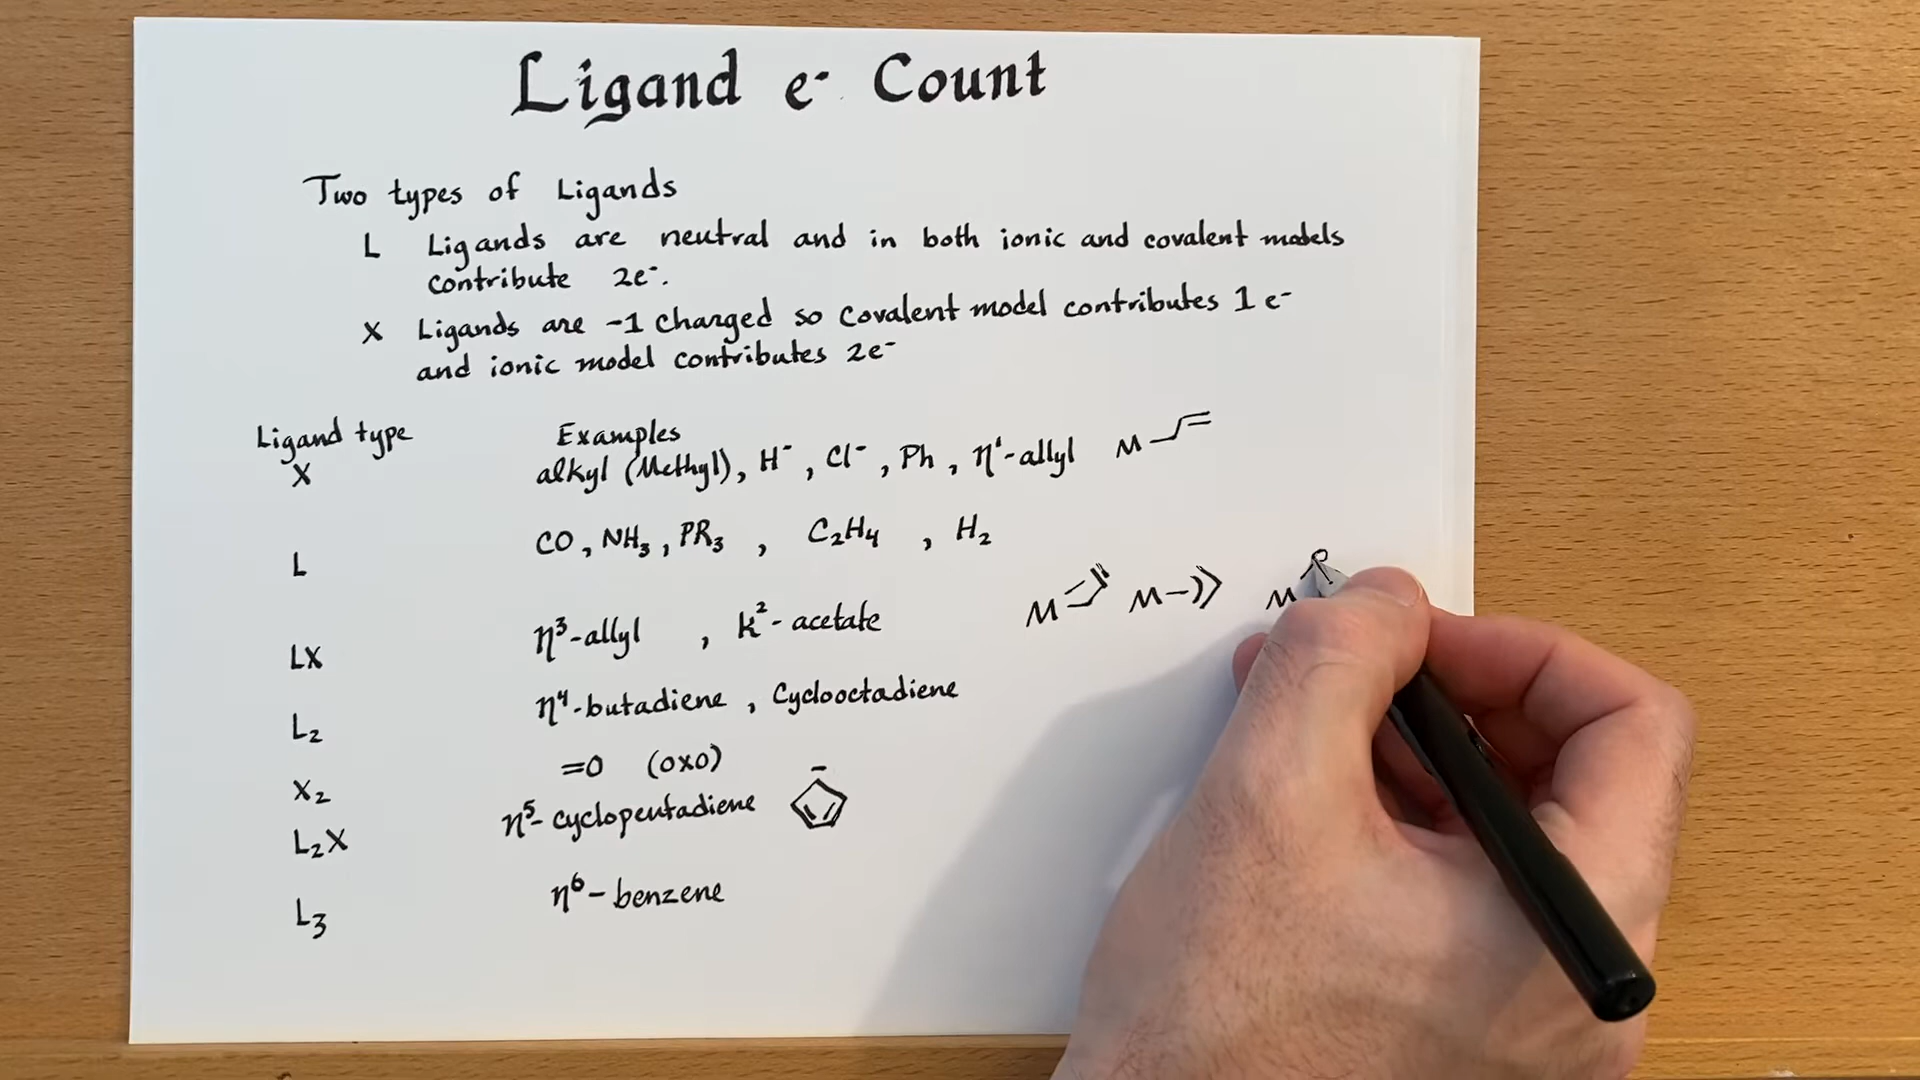 Ligand e⁻ Count
Two types of Ligands
L Ligands are neutral and in both ionic and covalent models
contribute 2e⁻.
X Ligands are -1 charged so covalent model contributes 1 e⁻
and ionic model contributes 2e⁻
Ligand type Examples
X alkyl (Methyl), H⁻, Cl⁻, Ph, η¹-allyl M
L CO, NH₃, PR₃, C₂H₄, H₂
LX η³-allyl, k²-acetate M M M
L₂ η⁴-butadiene, Cyclooctadiene
X₂ =O (oxo)
L₂X η⁵-cyclopentadiene -
L₃ η⁶-benzene